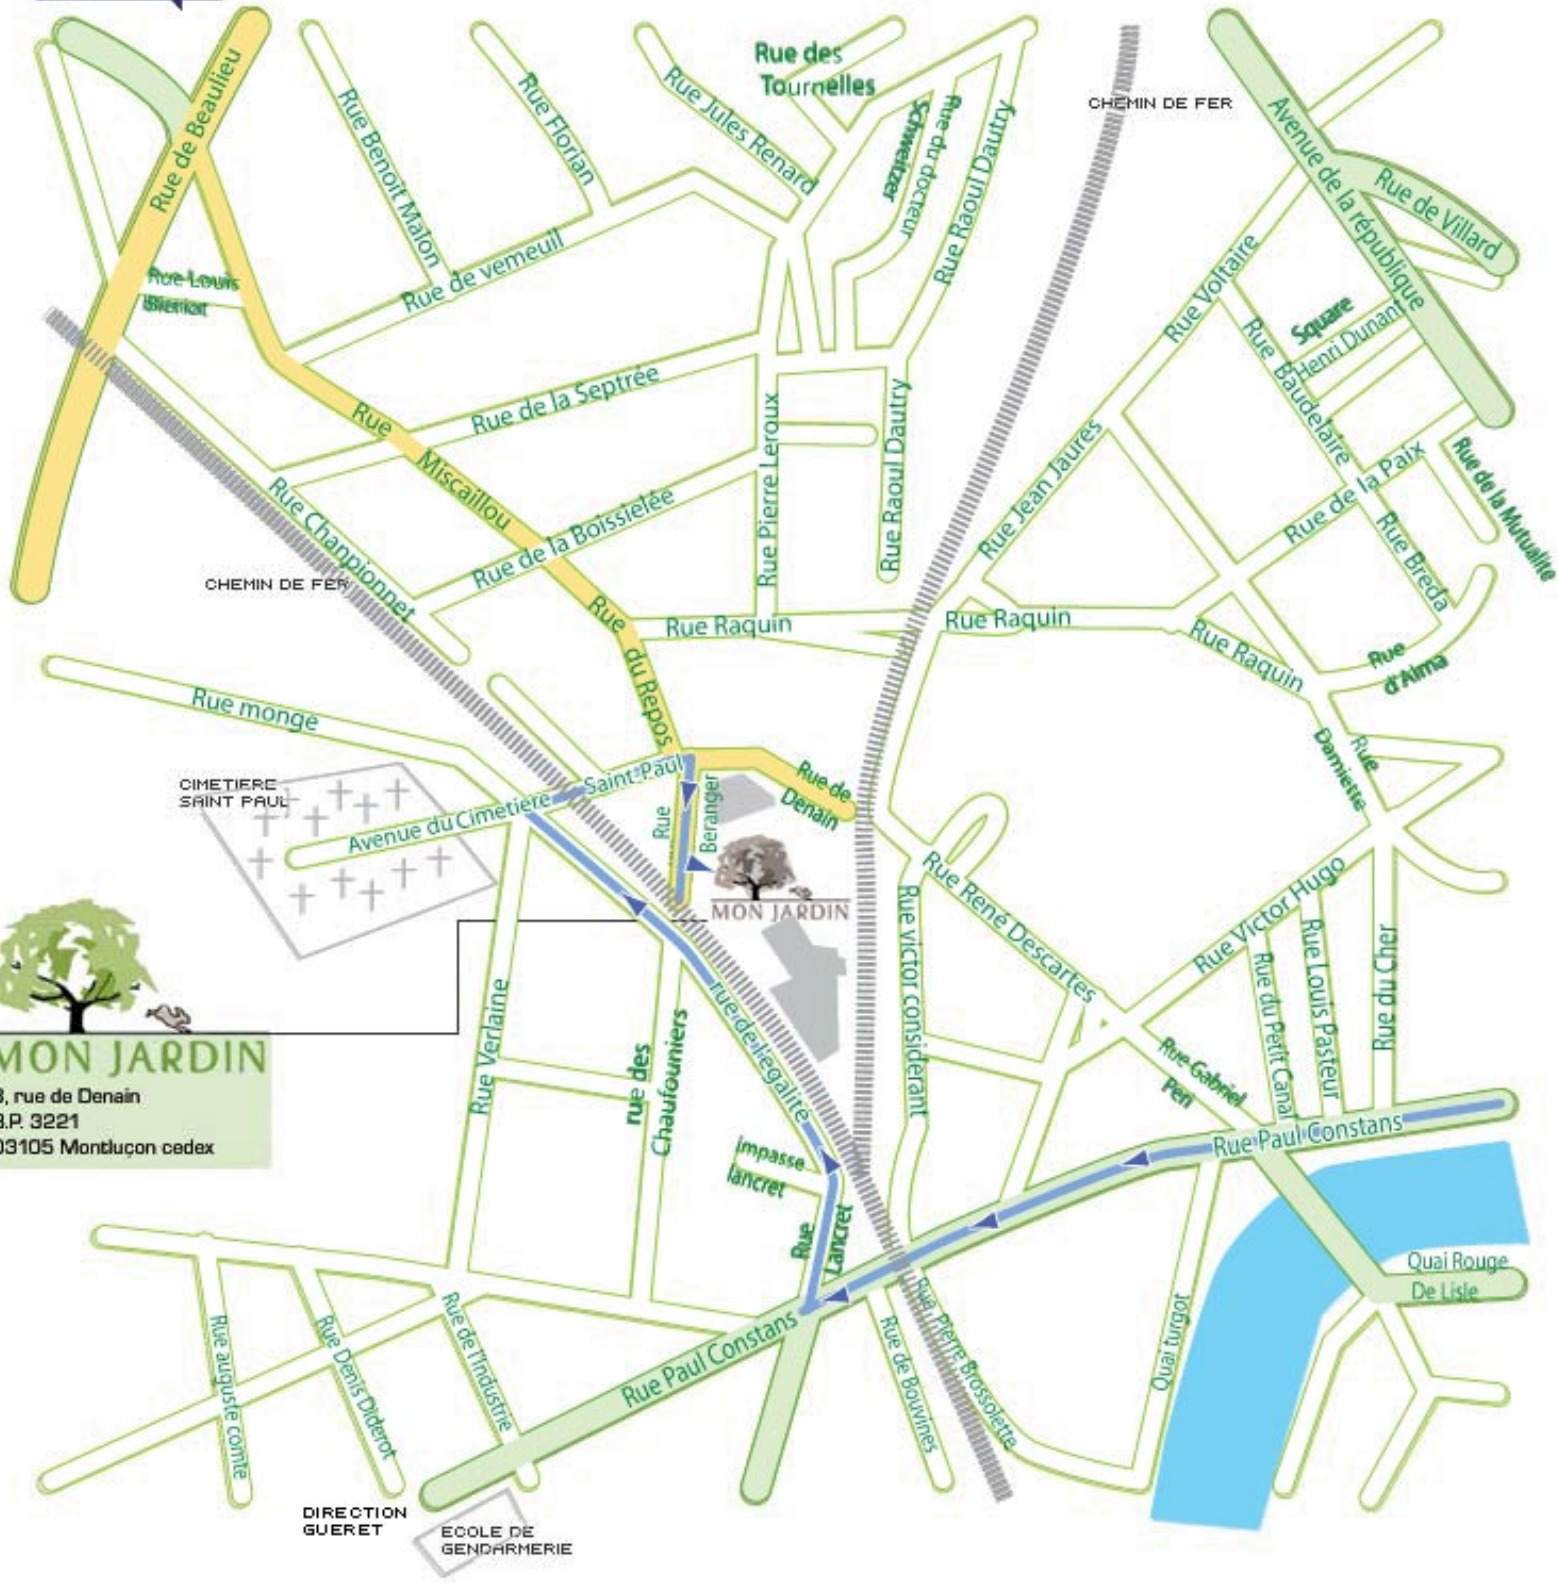 Rue de Beaulieu
Rue Benoit Malon
Rue Florian
Rue Jules Renard
Rue des
Tournelles
Rue du docteur
Schweitzer
Rue Raoul Dautry
CHEMIN DE FER
Avenue de la république
Rue de Villard
Rue Louis
Rue de vemeuil
Rue Voltaire
Square
Henri Dunant
Rue Baudelaire
Rue
Miscaillou
Rue de la Septrée
Rue Pierre Leroux
Rue Raoul Dautry
Rue Jean Jaures
Rue de la Paix
Rue de la Mutualite
Rue Chanpionnet
Rue de la Boissielée
Rue Breda
CHEMIN DE FER
Rue
du Repos
Rue Raquin
Rue Raquin
Rue Raquin
Rue
d'Alma
Rue monge
Rue
Damiette
CIMETIERE
SAINT PAUL
Avenue du Cimetiere Saint-Paul
Rue
Beranger
Rue de
Denain
MON JARDIN
Rue René Descartes
Rue victor considerant
Rue Victor Hugo
Rue du Petit Canal
Rue Louis Pasteur
Rue du Cher
MON JARDIN
3, rue de Denain
B.P. 3221
03105 Montluçon cedex
Rue Verlaine
rue des
Chaufouniers
rue de legalite
Rue Gabriel
Peri
impasse
lancret
Rue
Lancret
Rue Paul Constans
Quai Rouge
De Lisle
Rue Paul Constans
Rue auguste comte
Rue Denis Diderot
Rue de l'Industrie
Rue de Bouvines
Rue Pierre Brossolette
Quai turgot
DIRECTION
GUERET
ECOLE DE
GENDARMERIE